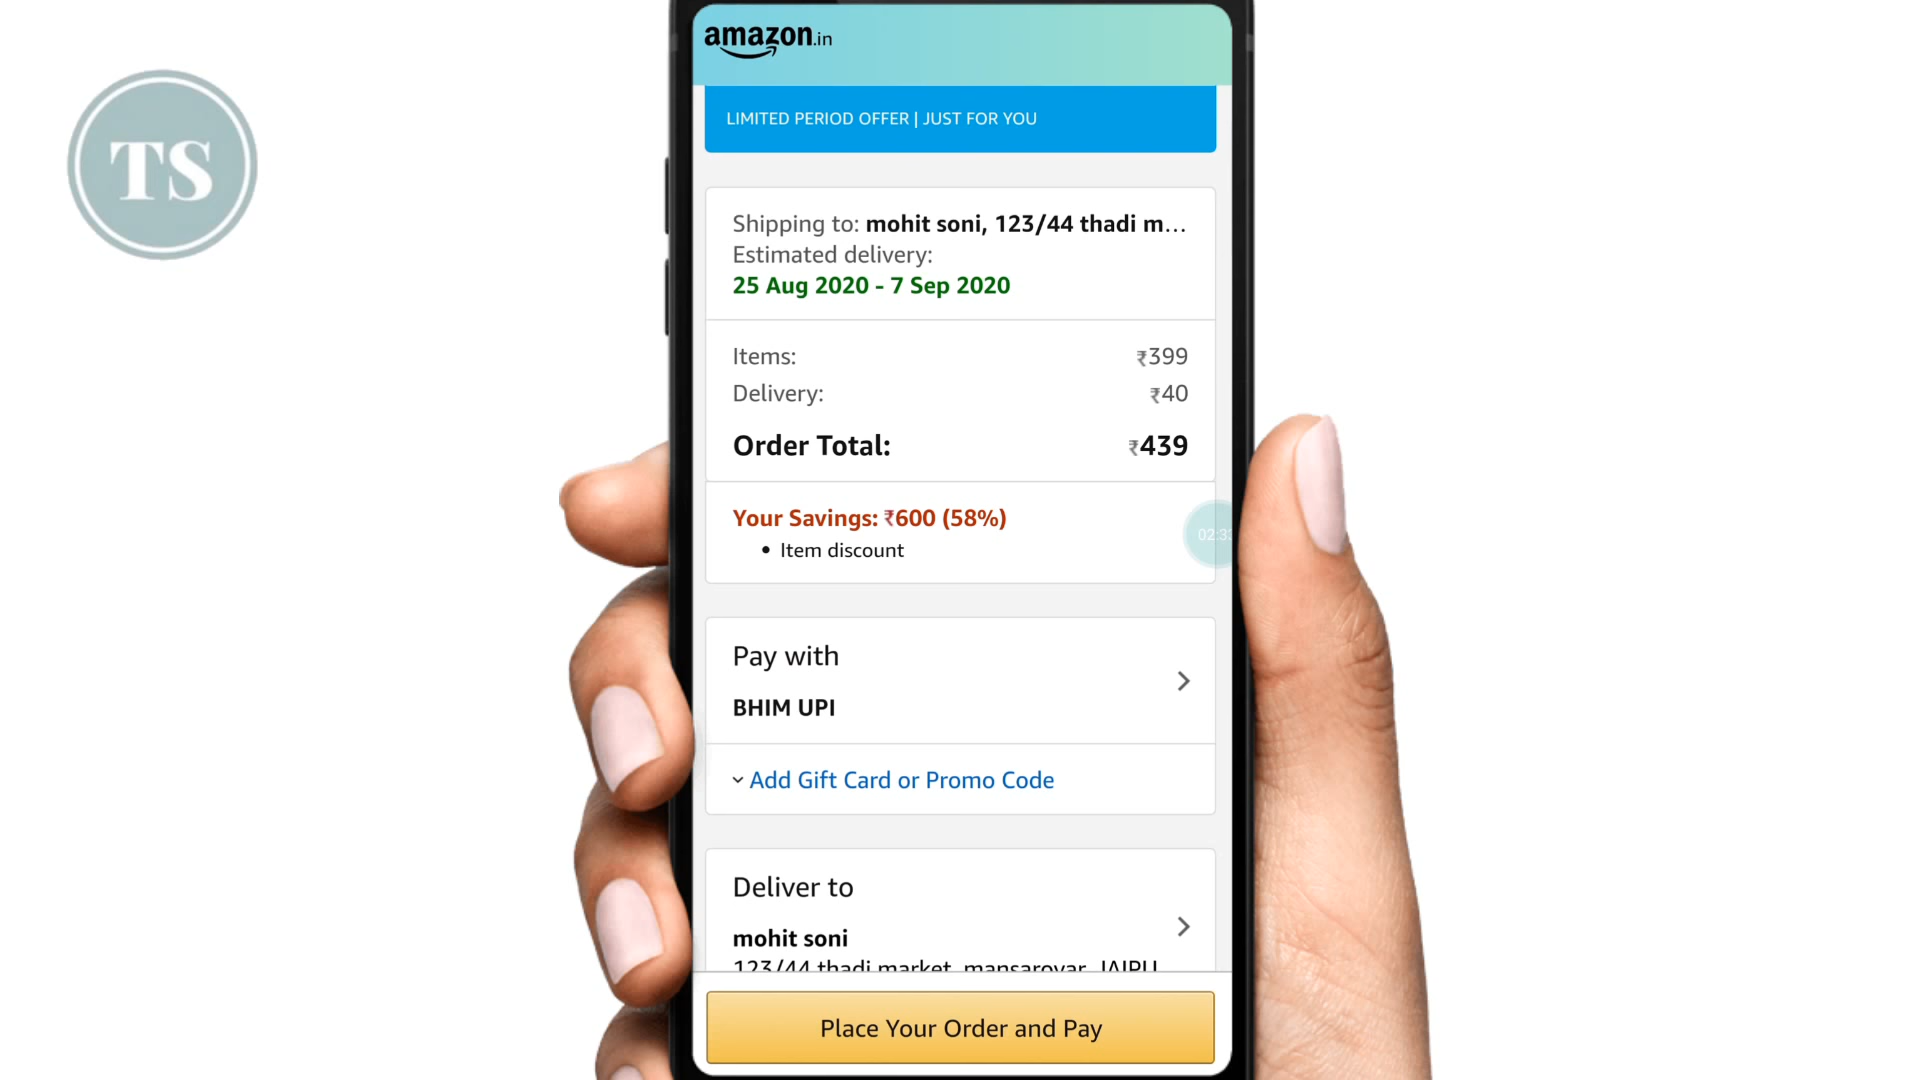 TS
amazon.in
LIMITED PERIOD OFFER | JUST FOR YOU
Shipping to: mohit soni, 123/44 thadi m...
Estimated delivery:
25 Aug 2020 - 7 Sep 2020
Items: ₹399
Delivery: ₹40
Order Total: ₹439
Your Savings: ₹600 (58%)
• Item discount
Pay with
BHIM UPI
Add Gift Card or Promo Code
Deliver to
mohit soni
123/44 thadi market, mansarovar, JAIPU
Place Your Order and Pay